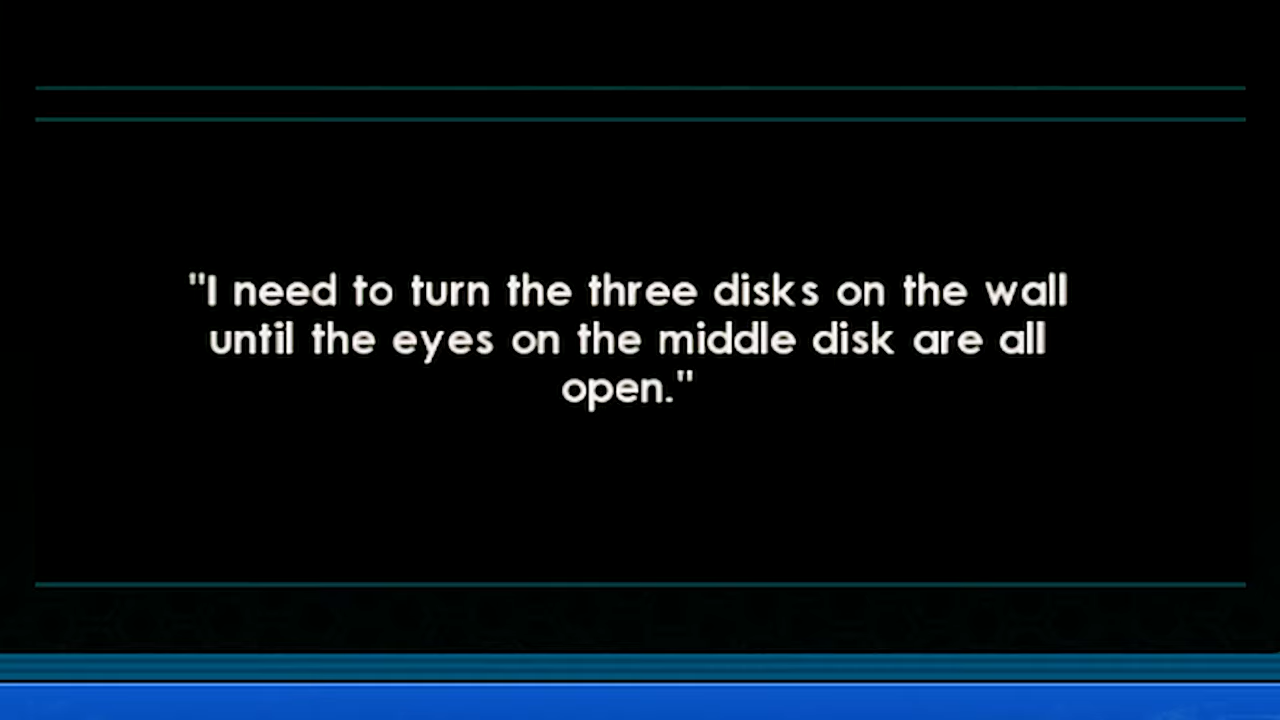 "I need to turn the three disks on the wall
until the eyes on the middle disk are all
open."